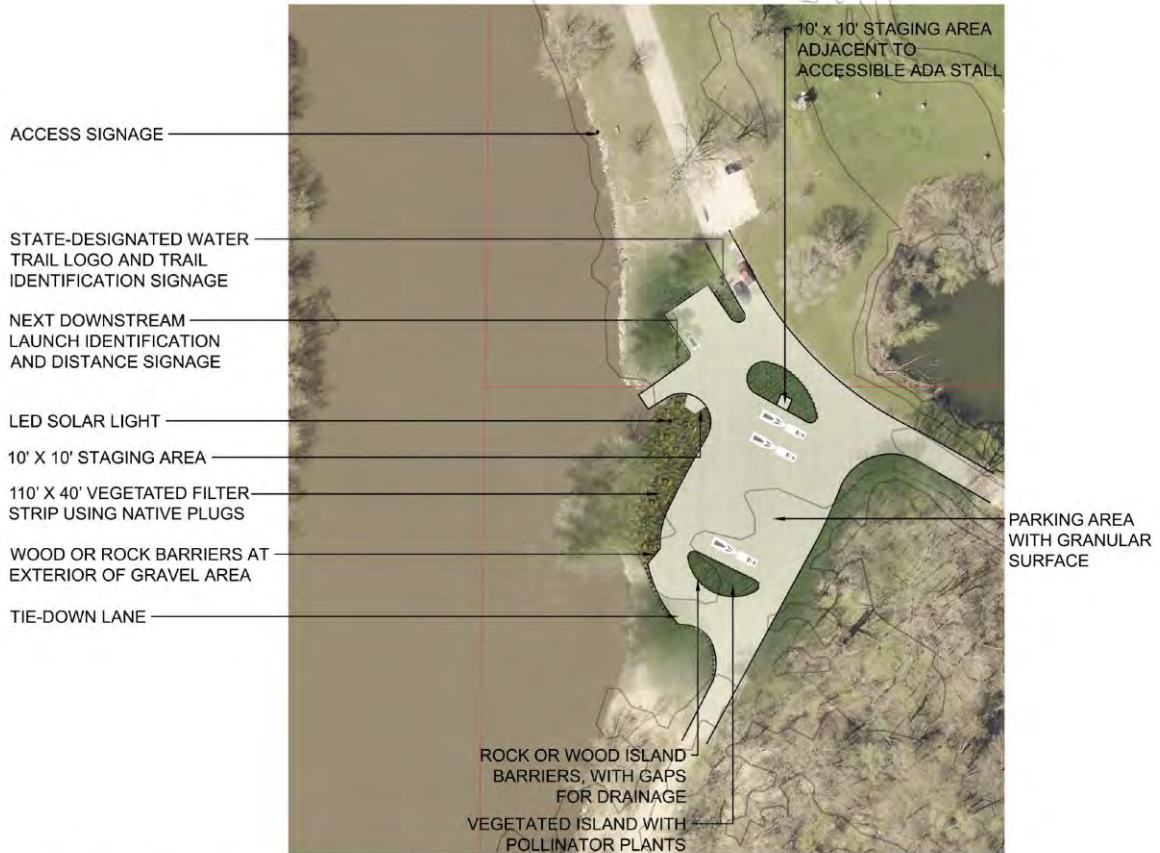 10' x 10' STAGING AREA
ADJACENT TO
ACCESSIBLE ADA STALL
ACCESS SIGNAGE
STATE-DESIGNATED WATER
TRAIL LOGO AND TRAIL
IDENTIFICATION SIGNAGE
NEXT DOWNSTREAM
LAUNCH IDENTIFICATION
AND DISTANCE SIGNAGE
LED SOLAR LIGHT
10' X 10' STAGING AREA
110' X 40' VEGETATED FILTER
STRIP USING NATIVE PLUGS
WOOD OR ROCK BARRIERS AT
EXTERIOR OF GRAVEL AREA
TIE-DOWN LANE
PARKING AREA
WITH GRANULAR
SURFACE
ROCK OR WOOD ISLAND
BARRIERS, WITH GAPS
FOR DRAINAGE
VEGETATED ISLAND WITH
POLLINATOR PLANTS